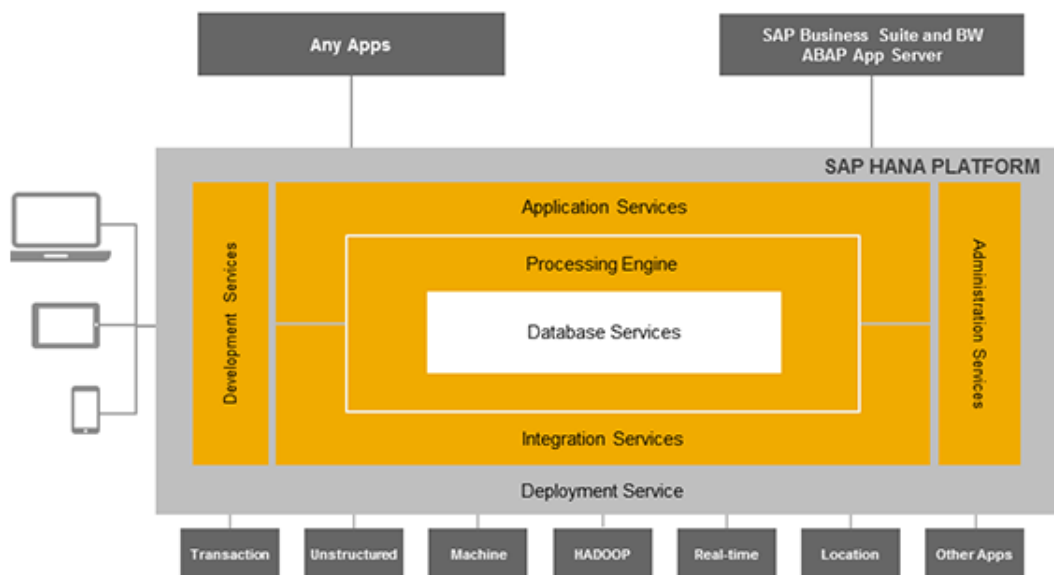 Any Apps
SAP Business Suite and BW
ABAP App Server
SAP HANA PLATFORM
Development Services
Application Services
Processing Engine
Database Services
Integration Services
Administration Services
Deployment Service
Transaction
Unstructured
Machine
HADOOP
Real-time
Location
Other Apps